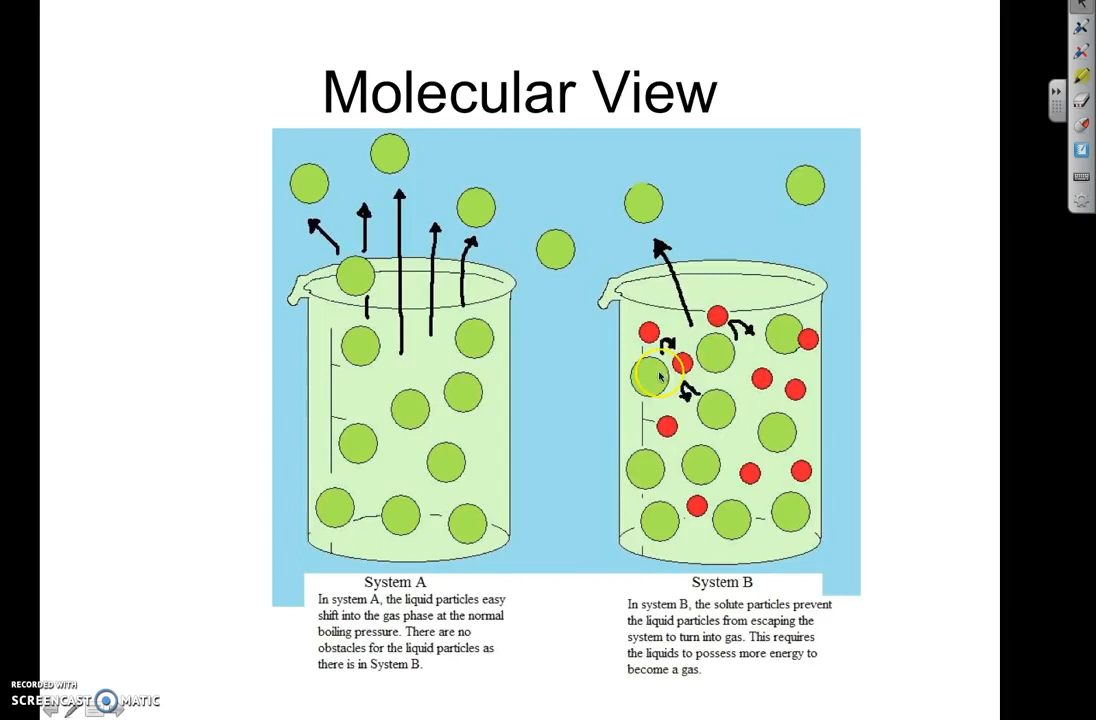 Molecular View
System A
In system A, the liquid particles easy
shift into the gas phase at the normal
boiling pressure. There are no
obstacles for the liquid particles as
there is in System B.
System B
In system B, the solute particles prevent
the liquid particles from escaping the
system to turn into gas. This requires
the liquids to possess more energy to
become a gas.
RECORDED WITH
SCREENCAST MATIC